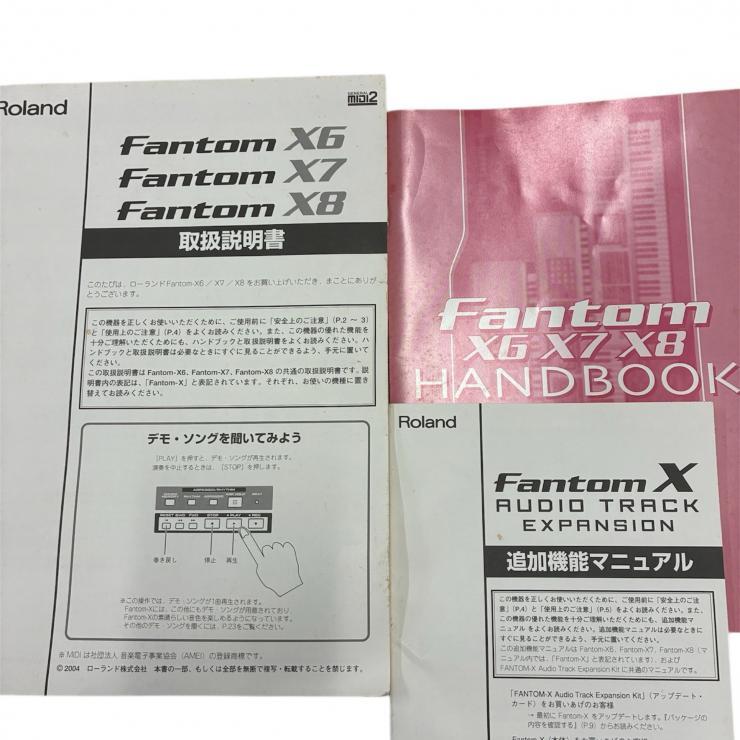 Roland
GENERAL
MIDI2
Fantom X6
Fantom X7
Fantom X8
取扱説明書
このたびは、ローランドFantom-X6／X7／X8をお買い上げいただき、まことにありが
とうございます。
この機器を正しくお使いいただくために、ご使用前に「安全上のご注意」（P.2 〜 3）
と「使用上のご注意」（P.4）をよくお読みください。また、この機器の優れた機能を
十分ご理解いただくためにも、ハンドブックと取扱説明書をよくお読みください。ハ
ンドブックと取扱説明書は必要なときすぐに見ることができるよう、手元に置いて
ください。
この取扱説明書は Fantom-X6、Fantom-X7、Fantom-X8 の共通の取扱説明書です。説
明書内の表記は、「Fantom-X」と表記されています。それぞれ、お使いの機種に置き
替えてお読みください。
デモ・ソングを聞いてみよう
［PLAY］を押すと、デモ・ソングが再生されます。
演奏を中止するときは、［STOP］を押します。
ARPEGGIO/RHYTHM
RHYTHM
RESET
BWD
FWD
STOP
PLAY
REC
巻き戻し
停止
再生
※この操作では、デモ・ソングが1曲再生されます。
Fantom-Xには、この他にもデモ・ソングが用意されており、
Fantom-Xの素晴らしい音色を楽しめるようになっています。
その他のデモ・ソングを聞くには、P.23をご覧ください。
※ MIDI は社団法人 音楽電子事業協会（AMEI）の登録商標です。
© 2004 ローランド株式会社 本書の一部、もしくは全部を無断で複写・転載することを禁じます。
Fantom
X6 X7 X8
HANDBOOK
Roland
Fantom X
AUDIO TRACK
EXPANSION
追加機能マニュアル
この機器を正しくお使いいただくために、ご使用前に「安全上のご注
意」（P.4）と「使用上のご注意」（P.5）をよくお読みください。また、
この機器の優れた機能を十分ご理解いただくためにも、追加機能マ
ニュアル をよくお読みください。追加機能マニュアルは必要なときに
すぐに見ることができるよう、手元に置いてください。
この追加機能マニュアルは Fantom-X6、Fantom-X7、Fantom-X8（マ
ニュアル内では、「Fantom-X」と表記されています）、および
FANTOM-X Audio Track Expansion Kit に共通のマニュアルです。
「FANTOM-X Audio Track Expansion Kit」（アップデート・
カード）をお買いあげのお客様
→ 最初に Fantom-X をアップデートします。『パッケージの
内容を確認する』（P.9）からお読みください。